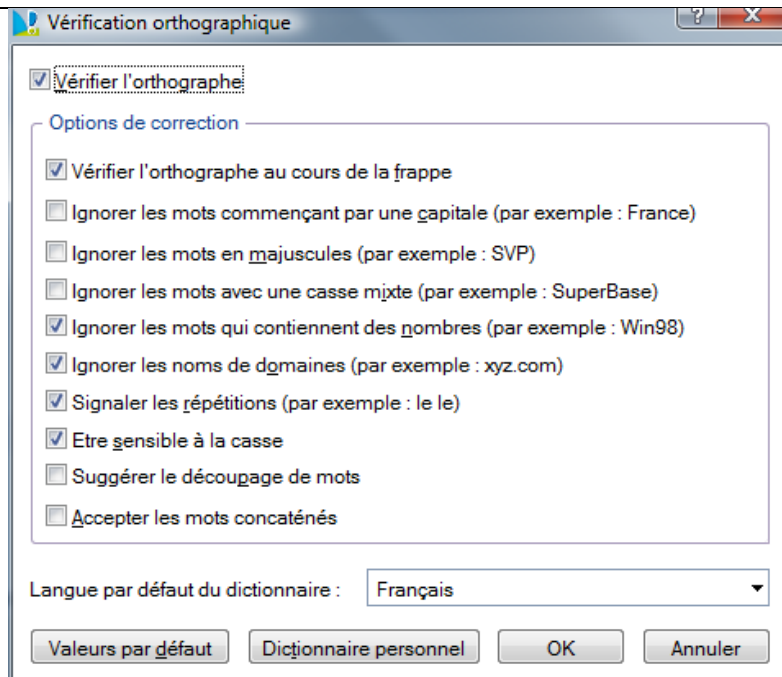 Vérification orthographique
Vérifier l'orthographe
Options de correction
Vérifier l'orthographe au cours de la frappe
Ignorer les mots commençant par une capitale (par exemple : France)
Ignorer les mots en majuscules (par exemple : SVP)
Ignorer les mots avec une casse mixte (par exemple : SuperBase)
Ignorer les mots qui contiennent des nombres (par exemple : Win98)
Ignorer les noms de domaines (par exemple : xyz.com)
Signaler les répétitions (par exemple : le le)
Etre sensible à la casse
Suggérer le découpage de mots
Accepter les mots concaténés
Langue par défaut du dictionnaire : Français
Valeurs par défaut Dictionnaire personnel OK Annuler